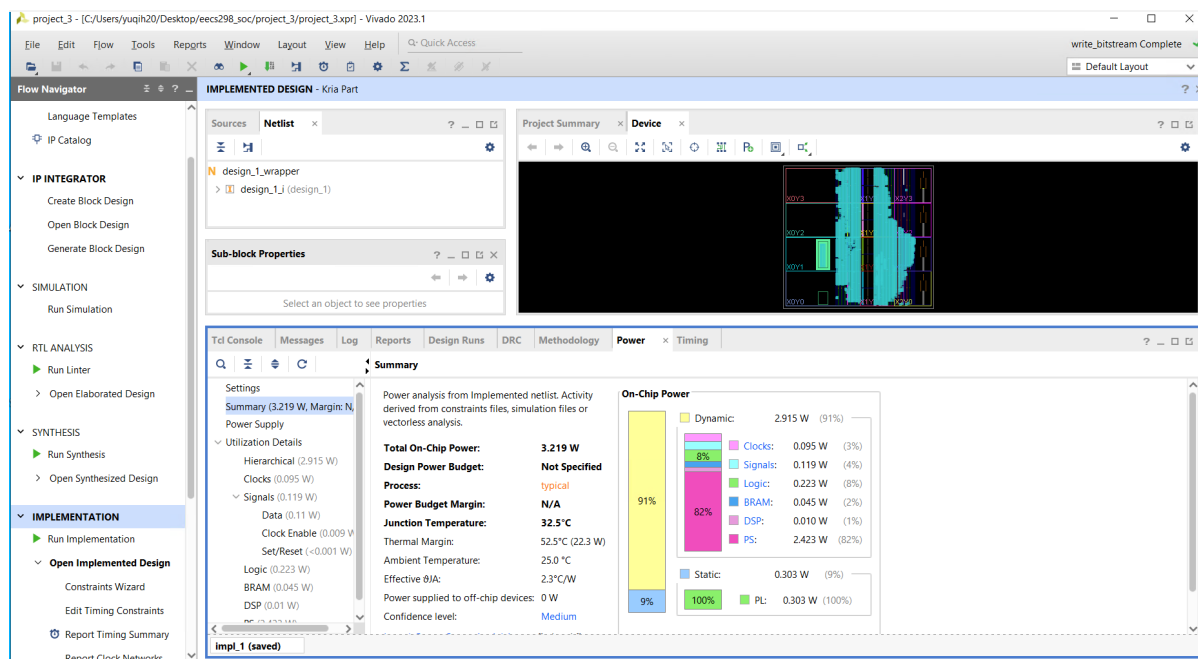 project_3 - [C:/Users/yuqih20/Desktop/eecs298_soc/project_3/project_3.xpr] - Vivado 2023.1
File Edit Flow Tools Reports Window Layout View Help Q- Quick Access
write_bitstream Complete
Default Layout
Flow Navigator
IMPLEMENTED DESIGN - Kria Part
Language Templates
IP Catalog
IP INTEGRATOR
Create Block Design
Open Block Design
Generate Block Design
SIMULATION
Run Simulation
RTL ANALYSIS
Run Linter
Open Elaborated Design
SYNTHESIS
Run Synthesis
Open Synthesized Design
IMPLEMENTATION
Run Implementation
Open Implemented Design
Constraints Wizard
Edit Timing Constraints
Report Timing Summary
Report Clock Networks
Sources Netlist
N design_1_wrapper
design_1_i (design_1)
Sub-block Properties
Select an object to see properties
Project Summary Device
X0Y3 X1Y X2Y3
X0Y2 X1Y
X0Y1
X0Y0 X1Y X2Y0
Tcl Console Messages Log Reports Design Runs DRC Methodology Power Timing
Summary
Settings
Summary (3.219 W, Margin: N,
Power Supply
Utilization Details
Hierarchical (2.915 W)
Clocks (0.095 W)
Signals (0.119 W)
Data (0.11 W)
Clock Enable (0.009 W
Set/Reset (<0.001 W)
Logic (0.223 W)
BRAM (0.045 W)
DSP (0.01 W)
Power analysis from Implemented netlist. Activity
derived from constraints files, simulation files or
vectorless analysis.
Total On-Chip Power: 3.219 W
Design Power Budget: Not Specified
Process: typical
Power Budget Margin: N/A
Junction Temperature: 32.5°C
Thermal Margin: 52.5°C (22.3 W)
Ambient Temperature: 25.0 °C
Effective θJA: 2.3°C/W
Power supplied to off-chip devices: 0 W
Confidence level: Medium
On-Chip Power
91%
9%
Dynamic: 2.915 W (91%)
8%
82%
Clocks: 0.095 W (3%)
Signals: 0.119 W (4%)
Logic: 0.223 W (8%)
BRAM: 0.045 W (2%)
DSP: 0.010 W (1%)
PS: 2.423 W (82%)
Static: 0.303 W (9%)
100%
PL: 0.303 W (100%)
impl_1 (saved)